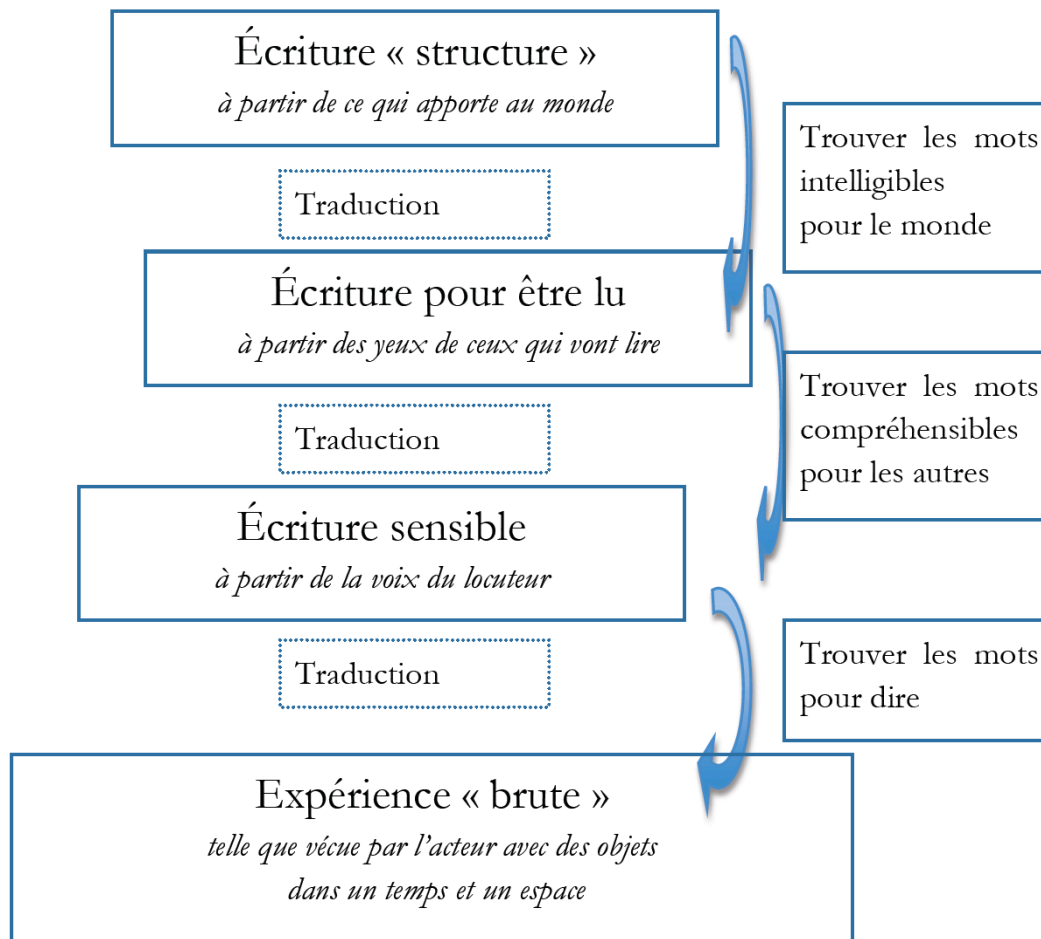 Écriture « structure »
à partir de ce qui apporte au monde
Trouver les mots
intelligibles
pour le monde
Traduction
Écriture pour être lu
à partir des yeux de ceux qui vont lire
Trouver les mots
compréhensibles
pour les autres
Traduction
Écriture sensible
à partir de la voix du locuteur
Trouver les mots
pour dire
Traduction
Expérience « brute »
telle que vécue par l’acteur avec des objets
dans un temps et un espace